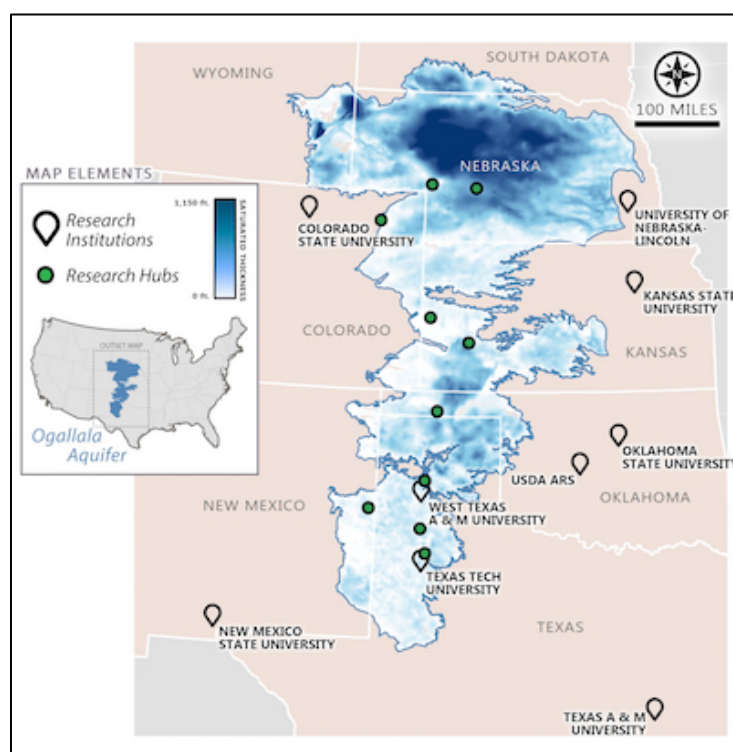 SOUTH DAKOTA
WYOMING
N
100 MILES
NEBRASKA
MAP ELEMENTS
1,150 ft.
SATURATED THICKNESS
0 ft.
Research
Institutions
Research Hubs
COLORADO
STATE UNIVERSITY
UNIVERSITY OF
NEBRASKA-
LINCOLN
KANSAS STATE
UNIVERSITY
COLORADO
KANSAS
OUTSET MAP
Ogallala
Aquifer
OKLAHOMA
STATE UNIVERSITY
USDA ARS
OKLAHOMA
NEW MEXICO
WEST TEXAS
A & M UNIVERSITY
TEXAS TECH
UNIVERSITY
NEW MEXICO
STATE UNIVERSITY
TEXAS
TEXAS A & M
UNIVERSITY